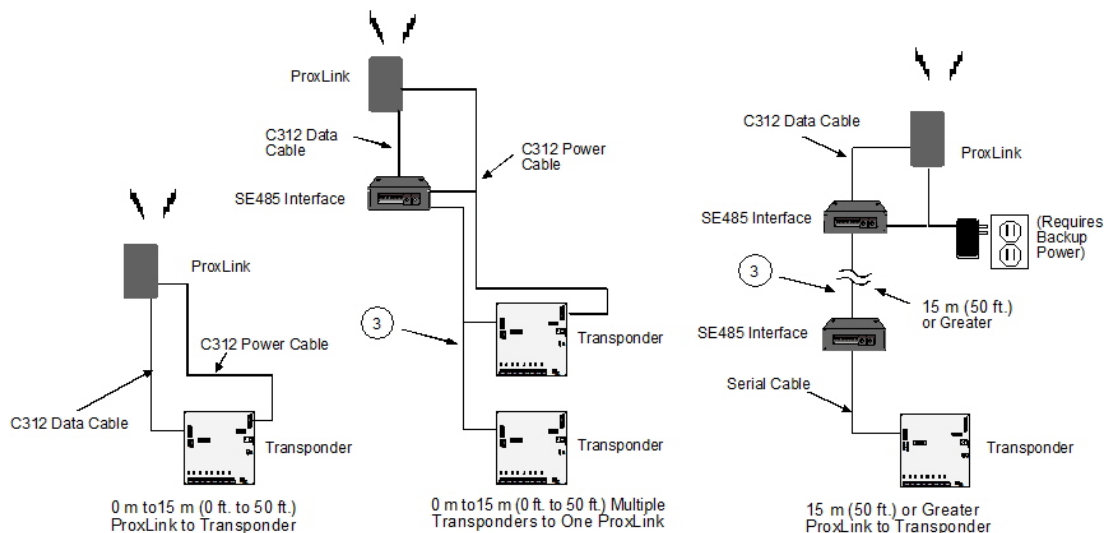 ProxLink
C312 Power Cable
C312 Data Cable
Transponder
0 m to15 m (0 ft. to 50 ft.)
ProxLink to Transponder
ProxLink
C312 Data
Cable
C312 Power
Cable
SE485 Interface
3
Transponder
Transponder
0 m to15 m (0 ft. to 50 ft.) Multiple
Transponders to One ProxLink
C312 Data Cable
ProxLink
SE485 Interface
(Requires
Backup
Power)
3
15 m (50 ft.)
or Greater
SE485 Interface
Serial Cable
Transponder
15 m (50 ft.) or Greater
ProxLink to Transponder